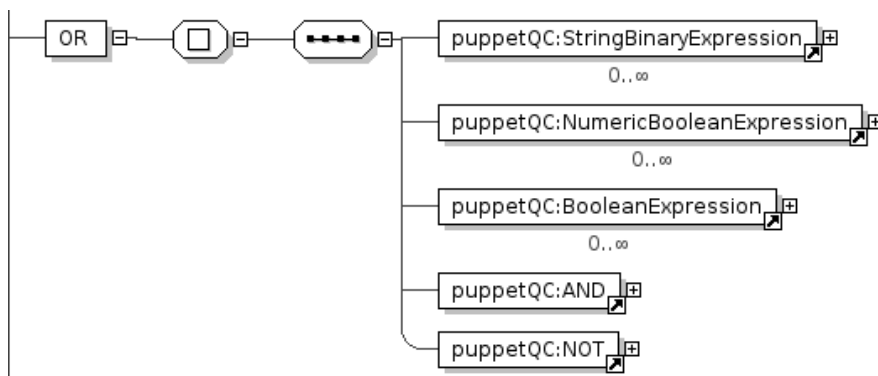 OR
puppetQC:StringBinaryExpression
0..∞
puppetQC:NumericBooleanExpression
0..∞
puppetQC:BooleanExpression
0..∞
puppetQC:AND
puppetQC:NOT